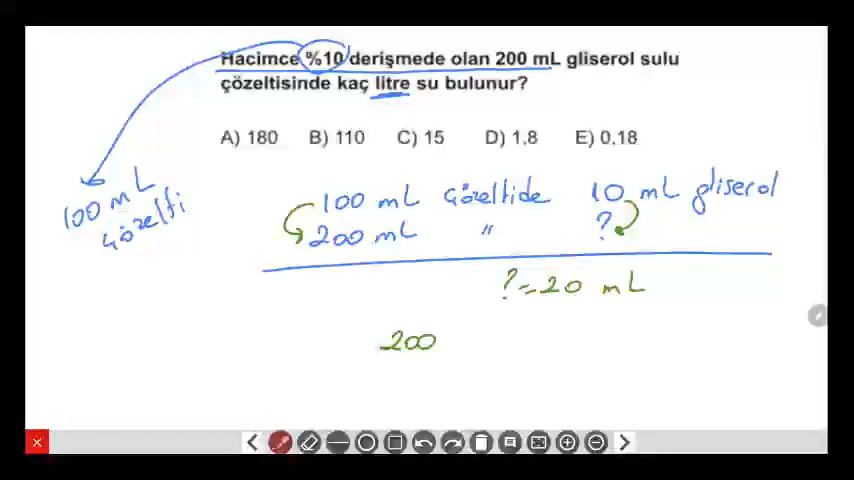 Hacimce %10 derişmede olan 200 mL gliserol sulu
çözeltisinde kaç litre su bulunur?
A) 180 B) 110 C) 15 D) 1,8 E) 0,18
100 mL
çözelti
100 mL çözeltide 10 mL gliserol
200 mL " ?
? = 20 mL
200